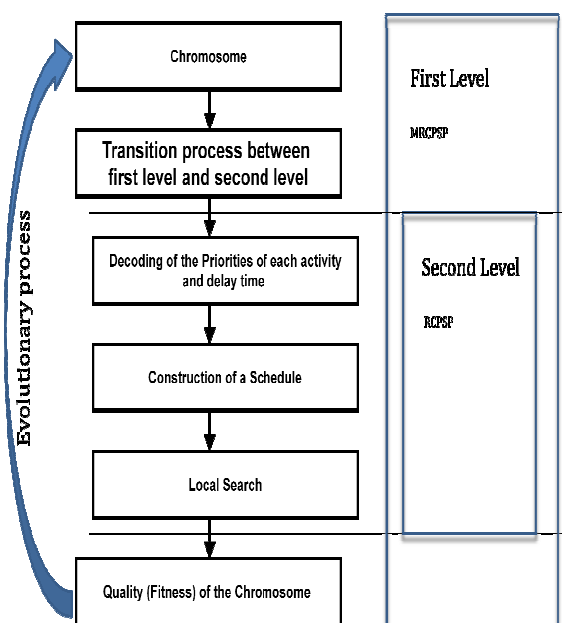 Chromosome
Transition process between
first level and second level
Decoding of the Priorities of each activity
and delay time
Construction of a Schedule
Local Search
Quality (Fitness) of the Chromosome
Evolutionary process
First Level
MRCPSP
Second Level
RCPSP